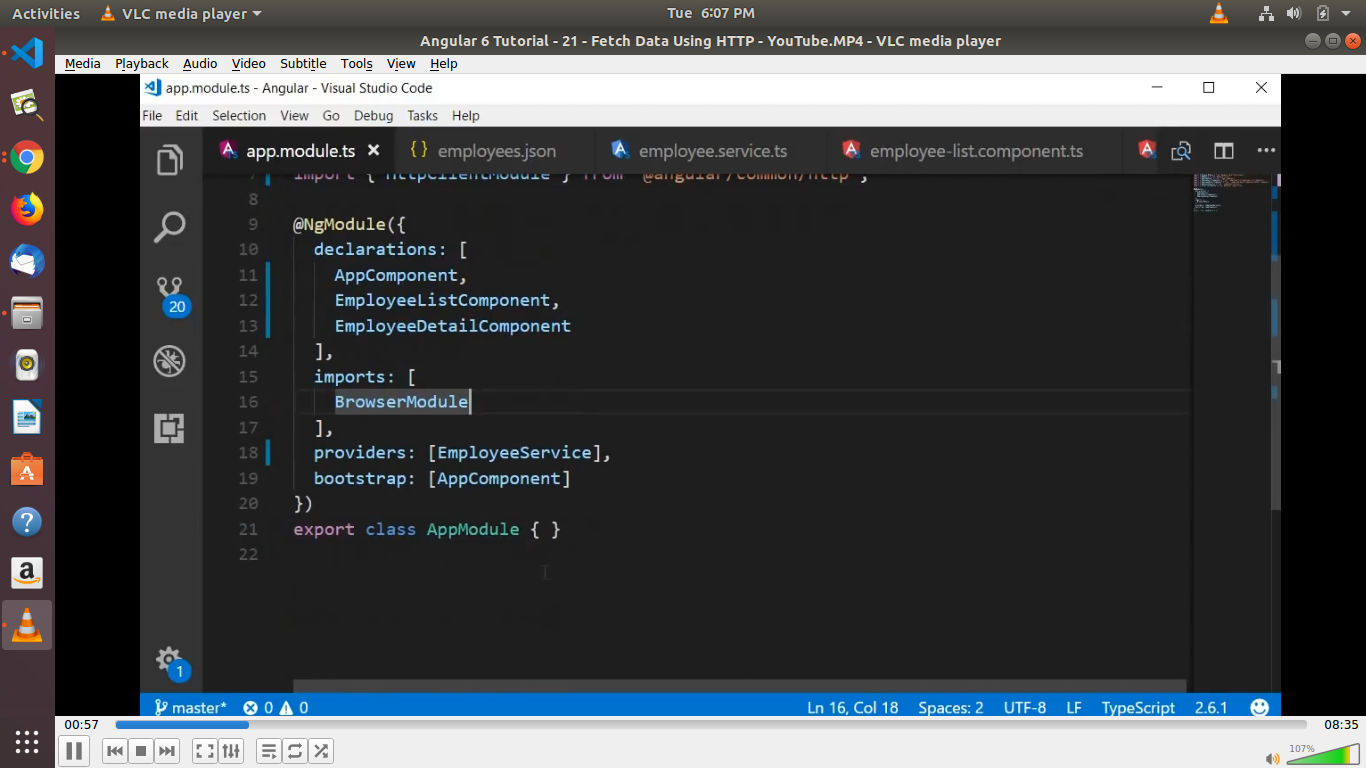 Activities VLC media player Tue 6:07 PM
Angular 6 Tutorial - 21 - Fetch Data Using HTTP - YouTube.MP4 - VLC media player
Media Playback Audio Video Subtitle Tools View Help
app.module.ts - Angular - Visual Studio Code
File Edit Selection View Go Debug Tasks Help
app.module.ts employees.json employee.service.ts employee-list.component.ts
7 import { HttpClientModule } from '@angular/common/http';
8
9 @NgModule({
10 declarations: [
11 AppComponent,
12 EmployeeListComponent,
13 EmployeeDetailComponent
14 ],
15 imports: [
16 BrowserModule
17 ],
18 providers: [EmployeeService],
19 bootstrap: [AppComponent]
20 })
21 export class AppModule { }
22
20
1
master* 0 0 Ln 16, Col 18 Spaces: 2 UTF-8 LF TypeScript 2.6.1
00:57 08:35
107%